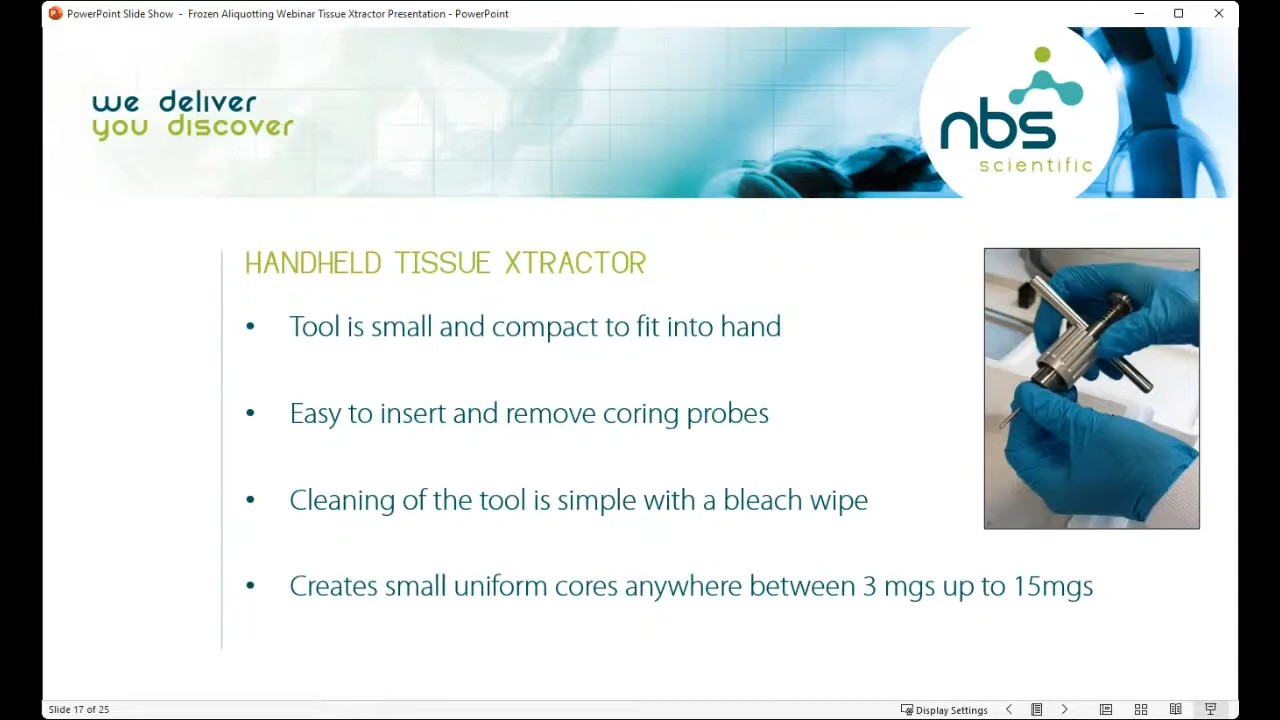 PowerPoint Slide Show - Frozen Aliquotting Webinar Tissue Xtractor Presentation - PowerPoint
we deliver
you discover
nbs
scientific
HANDHELD TISSUE XTRACTOR
• Tool is small and compact to fit into hand
• Easy to insert and remove coring probes
• Cleaning of the tool is simple with a bleach wipe
• Creates small uniform cores anywhere between 3 mgs up to 15mgs
Slide 17 of 25
Display Settings